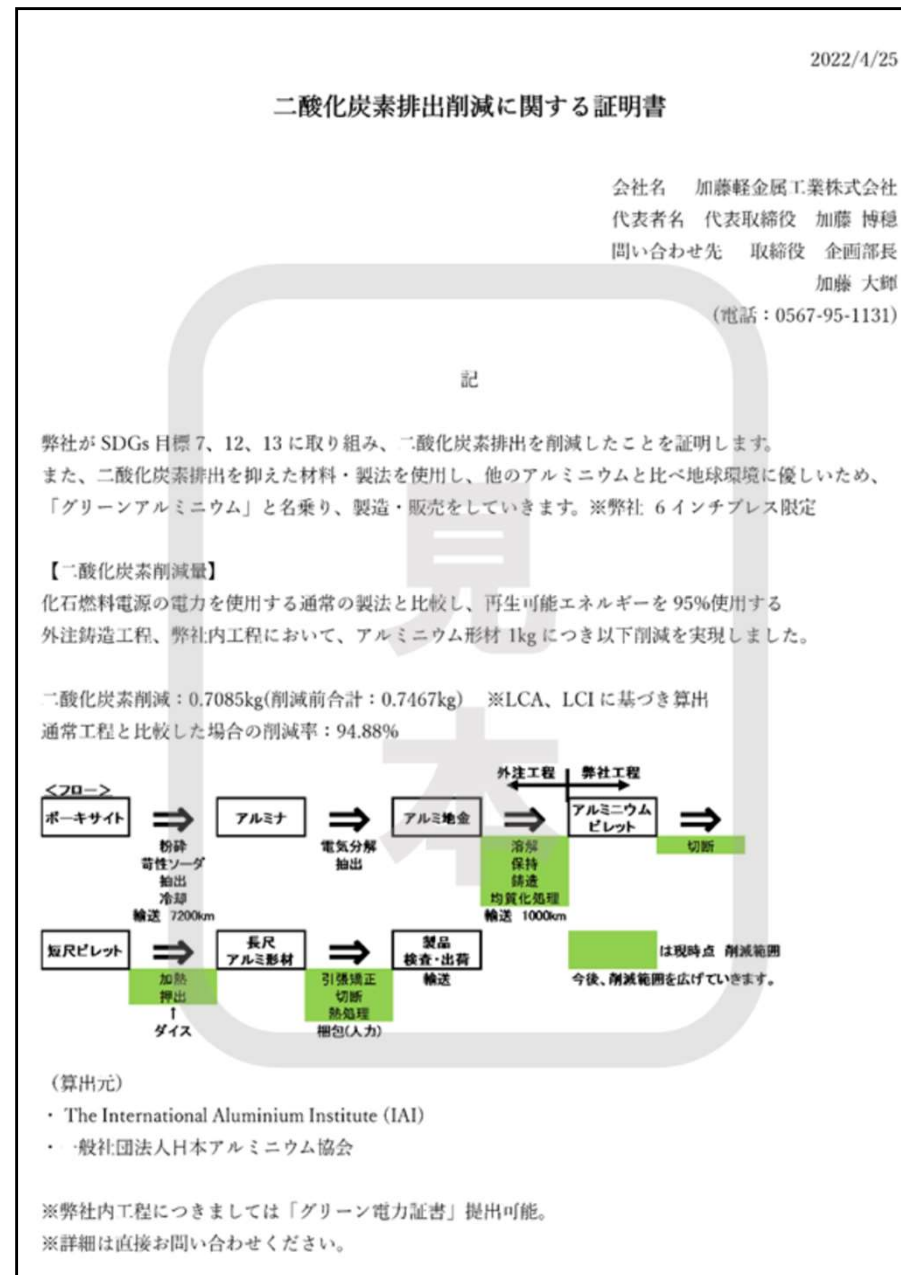 2022/4/25
二酸化炭素排出削減に関する証明書
会社名 加藤軽金属工業株式会社
代表者名 代表取締役 加藤 博穏
問い合わせ先 取締役 企画部長
加藤 大輝
(電話：0567-95-1131)
記
弊社が SDGs 目標 7、12、13 に取り組み、二酸化炭素排出を削減したことを証明します。
また、二酸化炭素排出を抑えた材料・製法を使用し、他のアルミニウムと比べ地球環境に優しいため、
「グリーンアルミニウム」と名乗り、製造・販売をしていきます。※弊社 6 インチプレス限定
【二酸化炭素削減量】
化石燃料電源の電力を使用する通常の製法と比較し、再生可能エネルギーを 95%使用する
外注鋳造工程、弊社内工程において、アルミニウム形材 1kg につき以下削減を実現しました。
二酸化炭素削減：0.7085kg(削減前合計：0.7467kg) ※LCA、LCI に基づき算出
通常工程と比較した場合の削減率：94.88%
外注工程 弊社工程
<フロー>
ボーキサイト ⇒ アルミナ ⇒ アルミ地金 ⇒ アルミニウム ⇒
ビレット
粉砕 電気分解 溶解 切断
苛性ソーダ 抽出 保持
抽出 鋳造
冷却 均質化処理
輸送 7200km 輸送 1000km
短尺ビレット ⇒ 長尺 ⇒ 製品
アルミ形材 検査・出荷
は現時点 削減範囲
加熱 引張矯正 輸送 今後、削減範囲を広げていきます。
押出 切断
↑ 熱処理
ダイス 梱包(人力)
（算出元）
・ The International Aluminium Institute (IAI)
・ 一般社団法人日本アルミニウム協会
※弊社内工程につきましては「グリーン電力証書」提出可能。
※詳細は直接お問い合わせください。
見
本